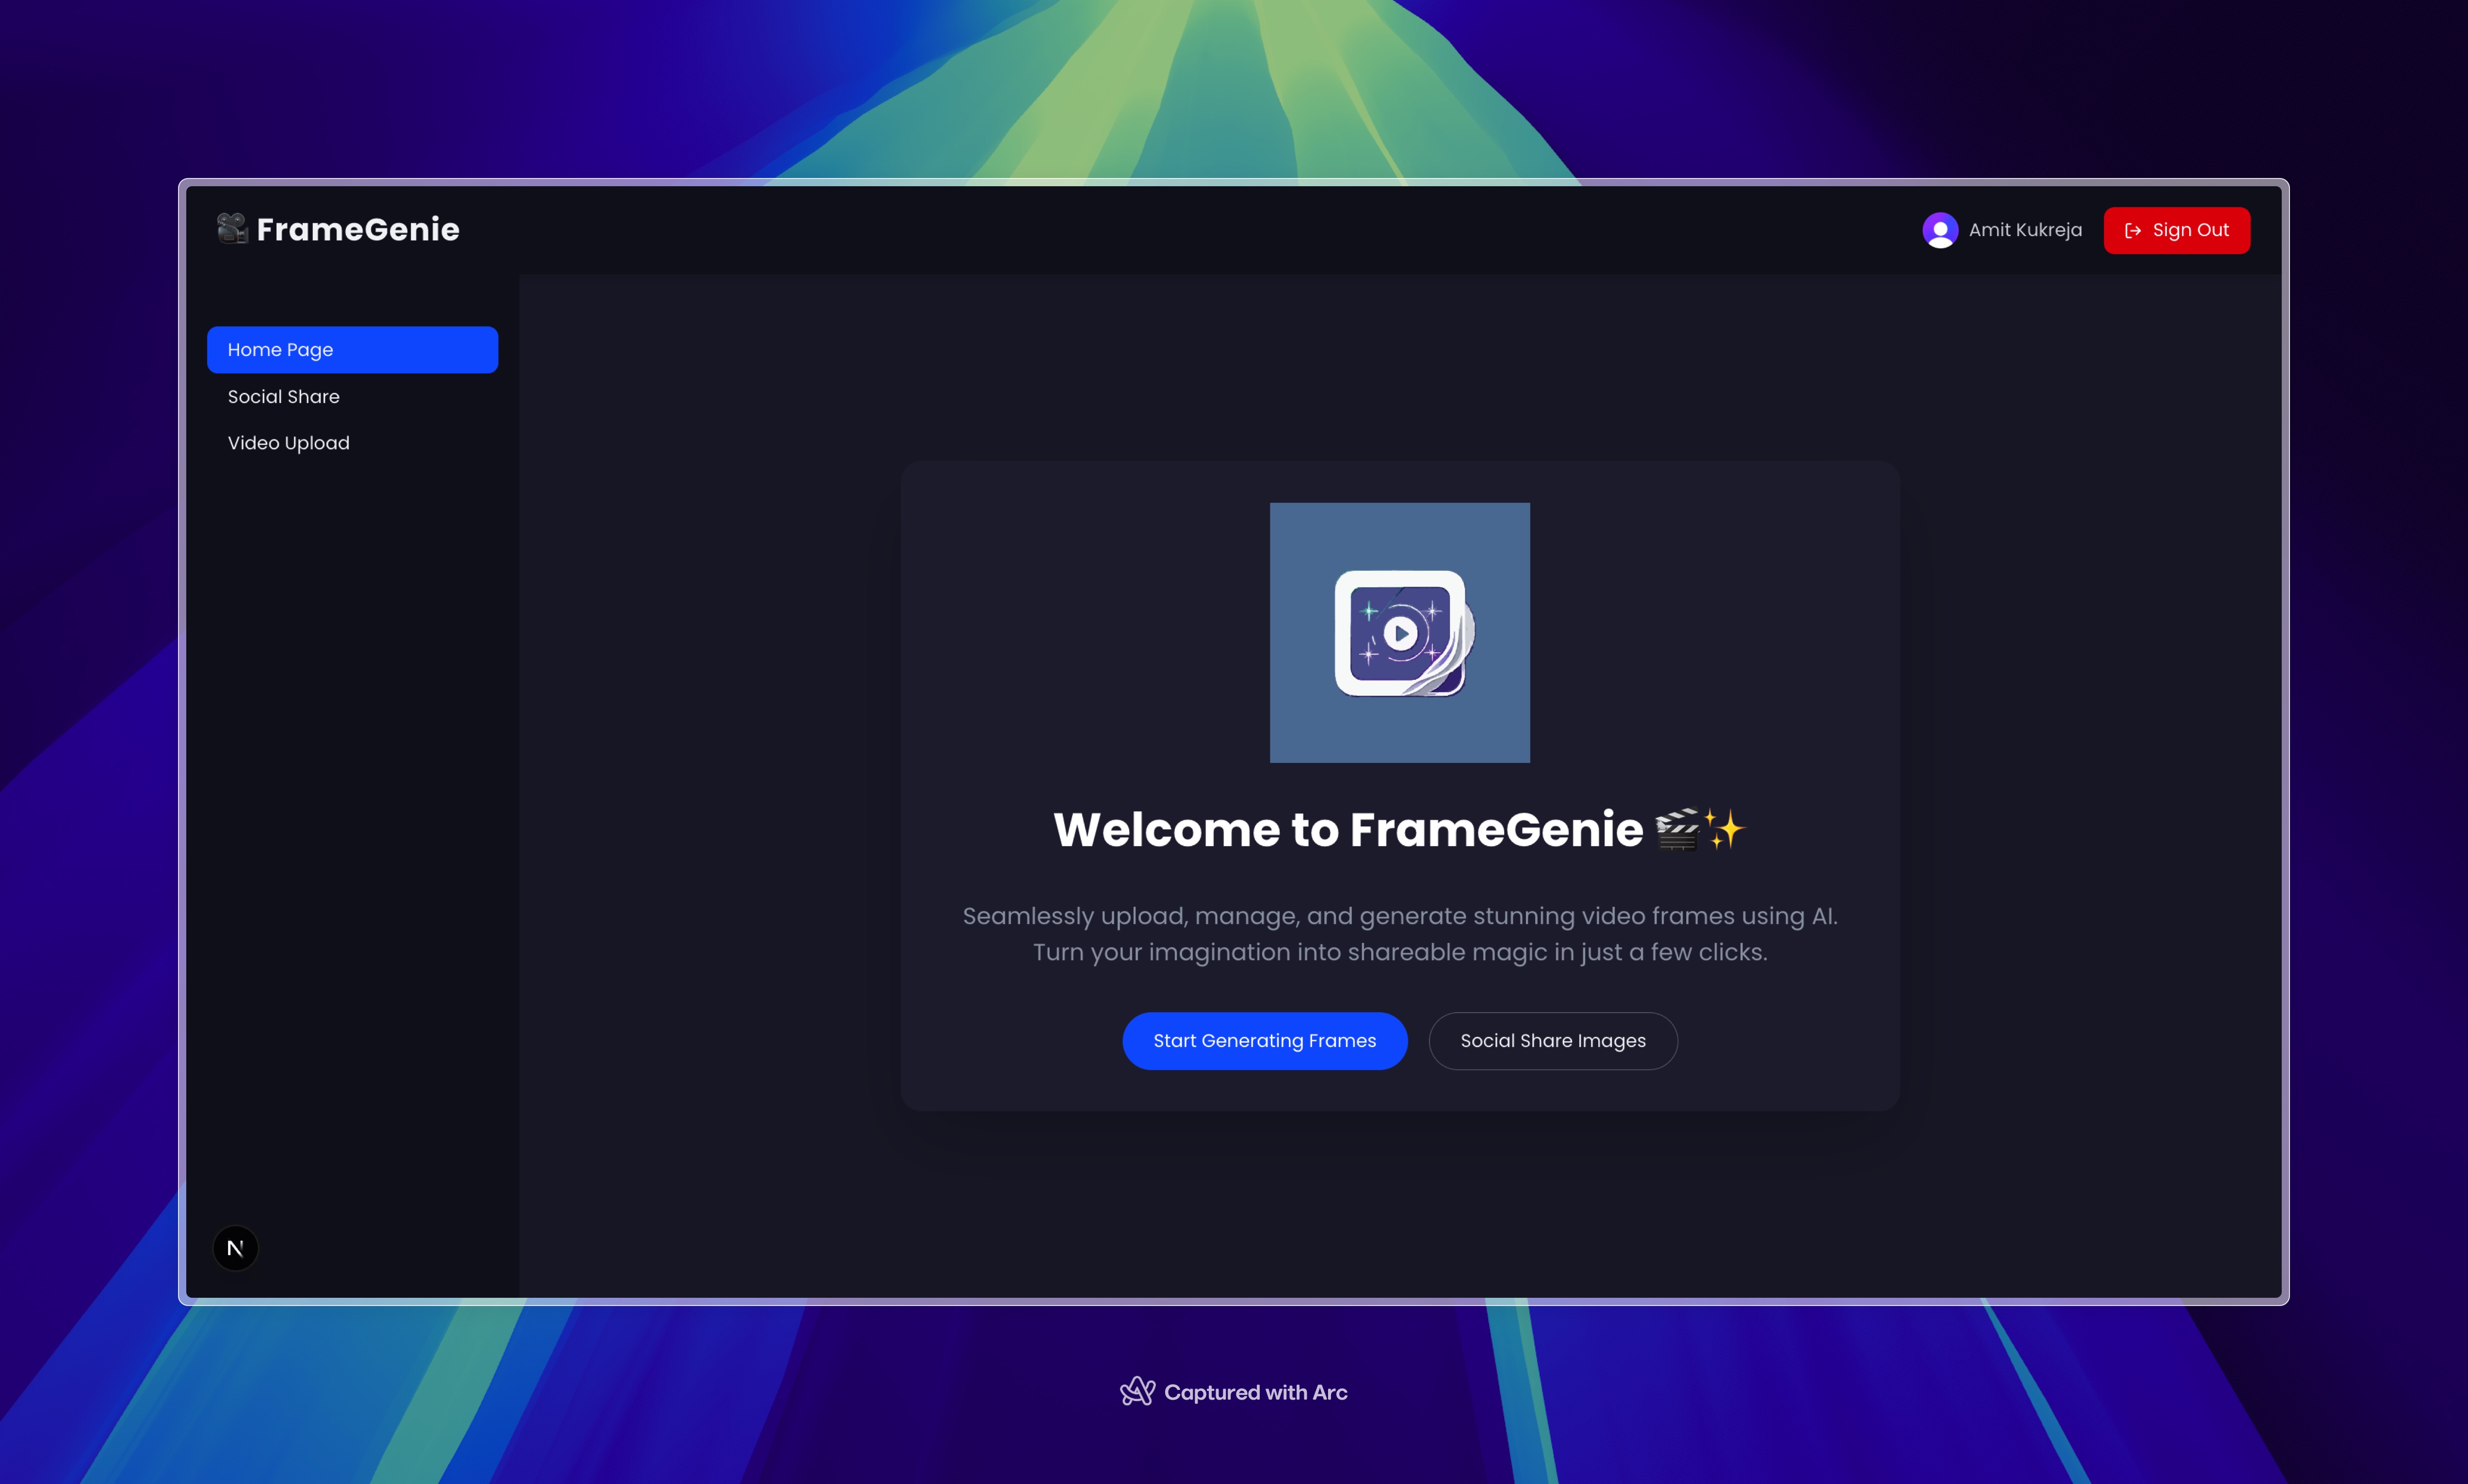 🎥 FrameGenie
Amit Kukreja
Sign Out
Home Page
Social Share
Video Upload
Welcome to FrameGenie 🎬✨
Seamlessly upload, manage, and generate stunning video frames using AI.
Turn your imagination into shareable magic in just a few clicks.
Start Generating Frames
Social Share Images
N
Captured with Arc